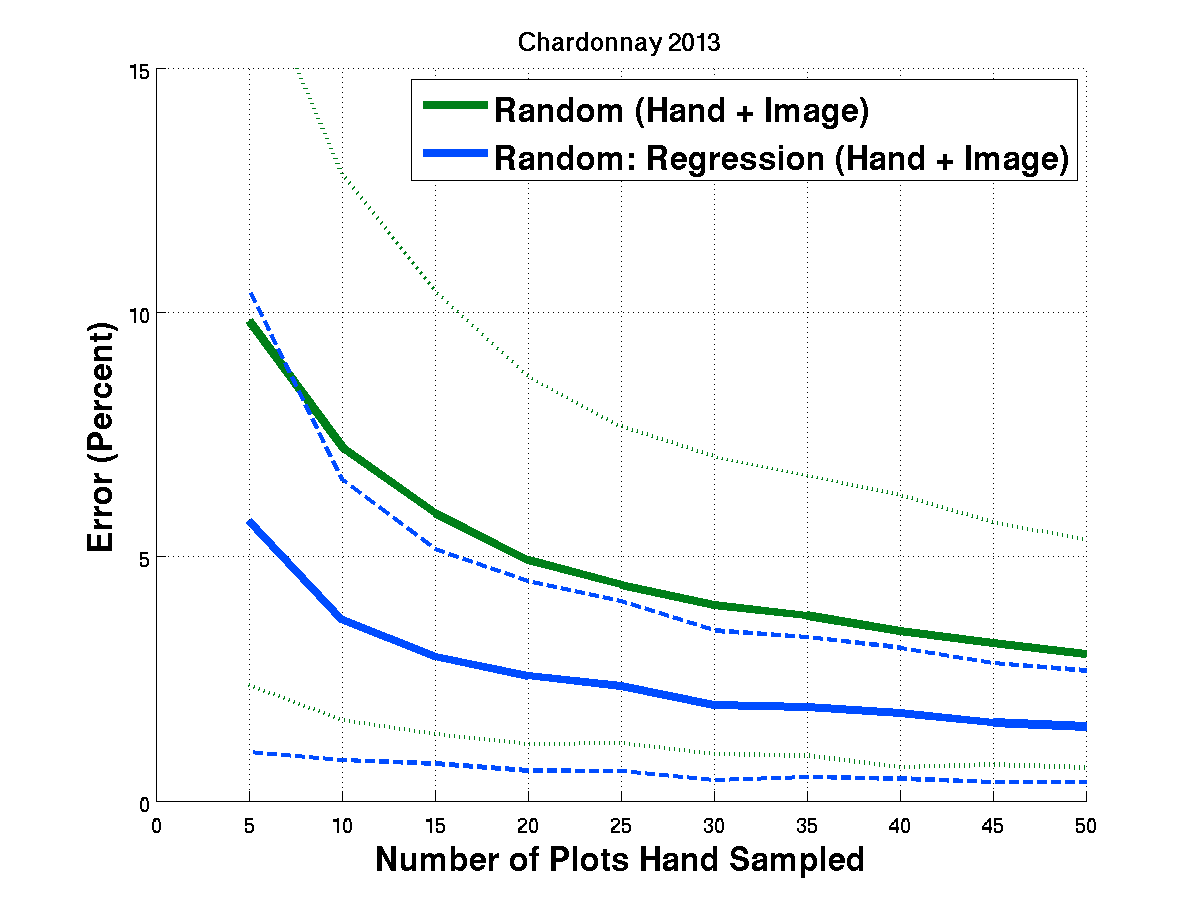 Chardonnay 2013
Random (Hand + Image)
Random: Regression (Hand + Image)
Error (Percent)
15
10
5
0
0 5 10 15 20 25 30 35 40 45 50
Number of Plots Hand Sampled